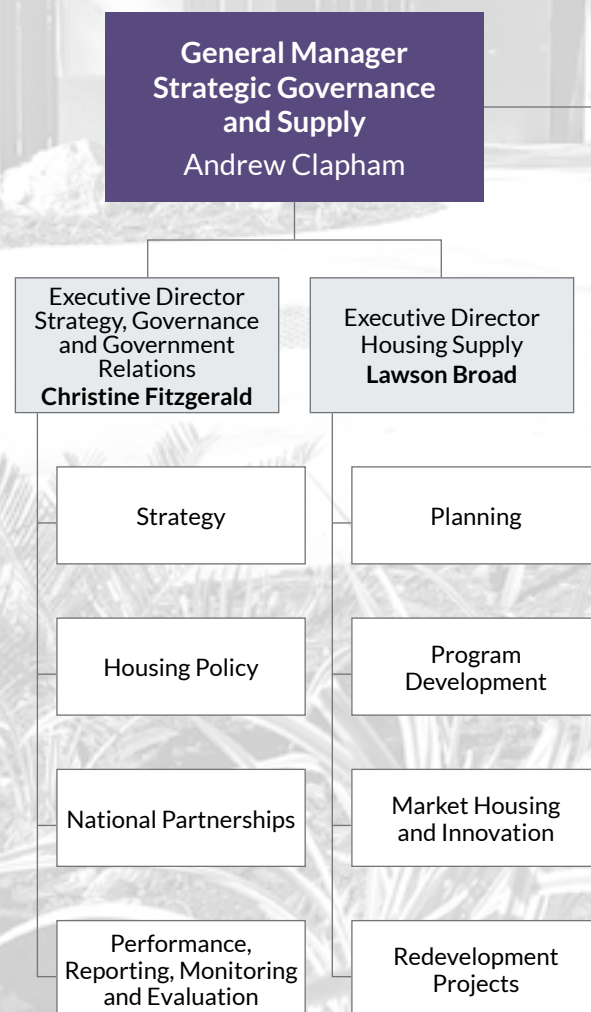 General Manager
Strategic Governance
and Supply
Andrew Clapham
Executive Director
Strategy, Governance
and Government
Relations
Christine Fitzgerald
Executive Director
Housing Supply
Lawson Broad
Strategy
Housing Policy
National Partnerships
Performance,
Reporting, Monitoring
and Evaluation
Planning
Program
Development
Market Housing
and Innovation
Redevelopment
Projects